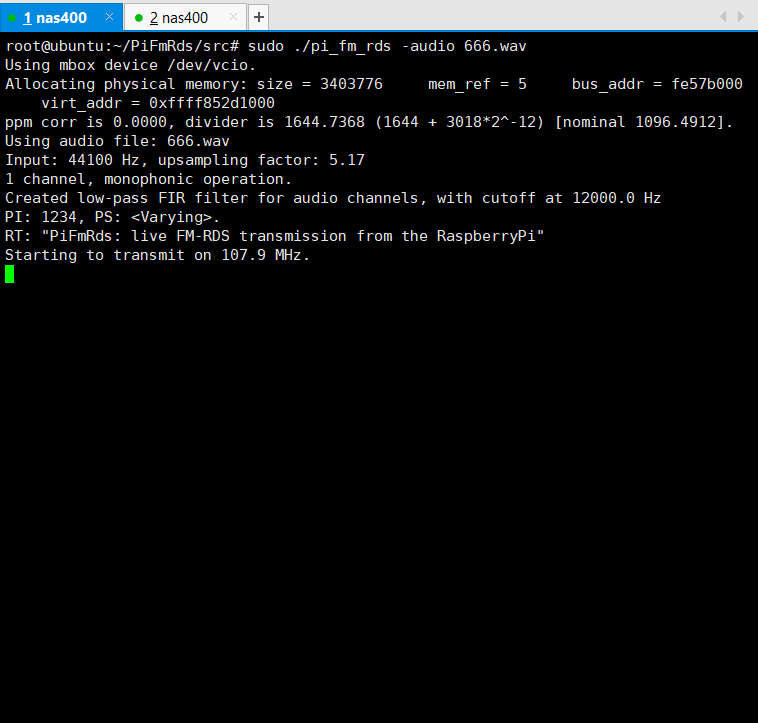 1 nas400 × 2 nas400 × +
root@ubuntu:~/PiFmRds/src# sudo ./pi_fm_rds -audio 666.wav
Using mbox device /dev/vcio.
Allocating physical memory: size = 3403776     mem_ref = 5     bus_addr = fe57b000
    virt_addr = 0xffff852d1000
ppm corr is 0.0000, divider is 1644.7368 (1644 + 3018*2^-12) [nominal 1096.4912].
Using audio file: 666.wav
Input: 44100 Hz, upsampling factor: 5.17
1 channel, monophonic operation.
Created low-pass FIR filter for audio channels, with cutoff at 12000.0 Hz
PI: 1234, PS: <Varying>.
RT: "PiFmRds: live FM-RDS transmission from the RaspberryPi"
Starting to transmit on 107.9 MHz.